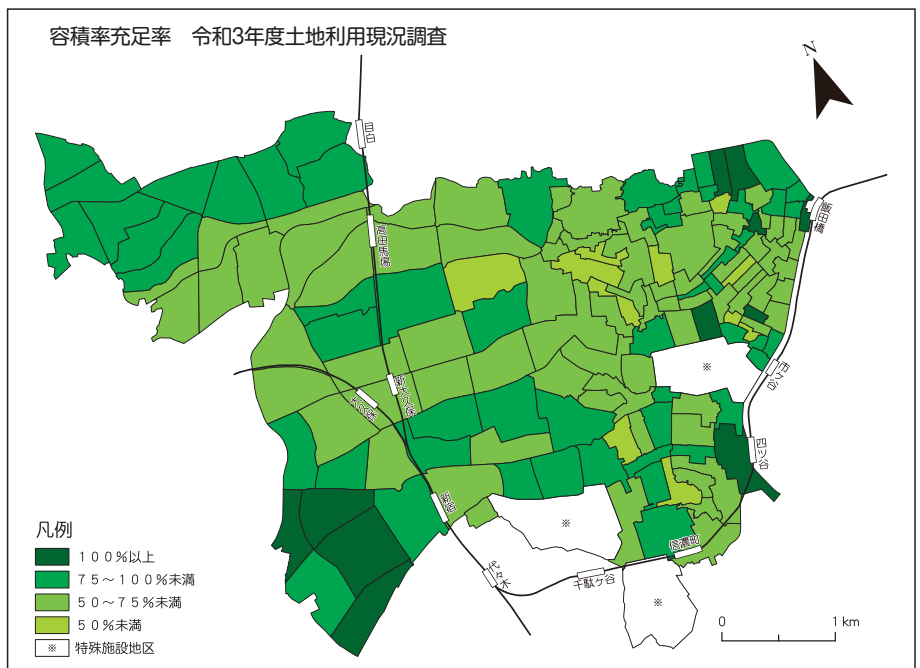 容積率充足率　令和3年度土地利用現況調査
N
目白
飯田橋
高田馬場
市ヶ谷
※
新大久保
大久保
四ツ谷
新宿
※
信濃町
代々木
千駄ヶ谷
※
凡例
100%以上
75～100%未満
50～75%未満
50%未満
※ 特殊施設地区
0 1 km